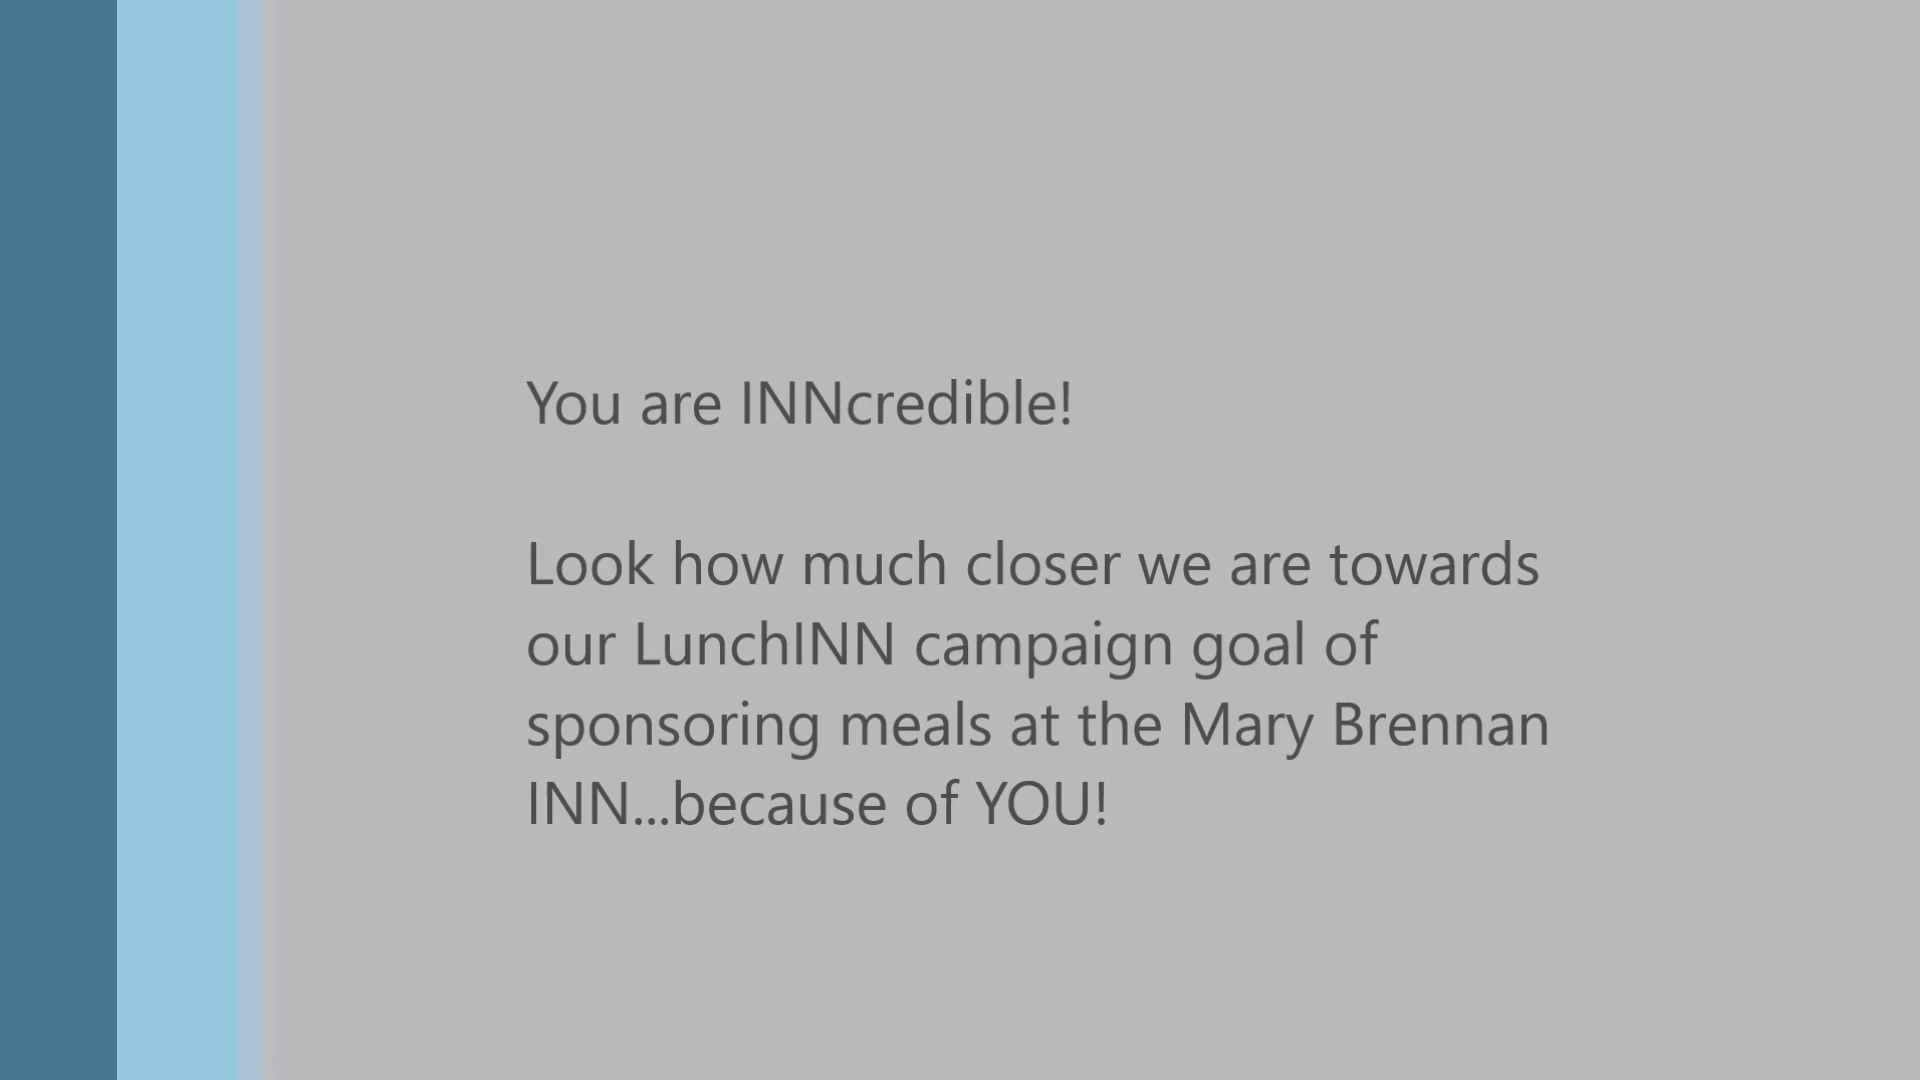 You are INNcredible!
Look how much closer we are towards
our LunchINN campaign goal of
sponsoring meals at the Mary Brennan
INN...because of YOU!